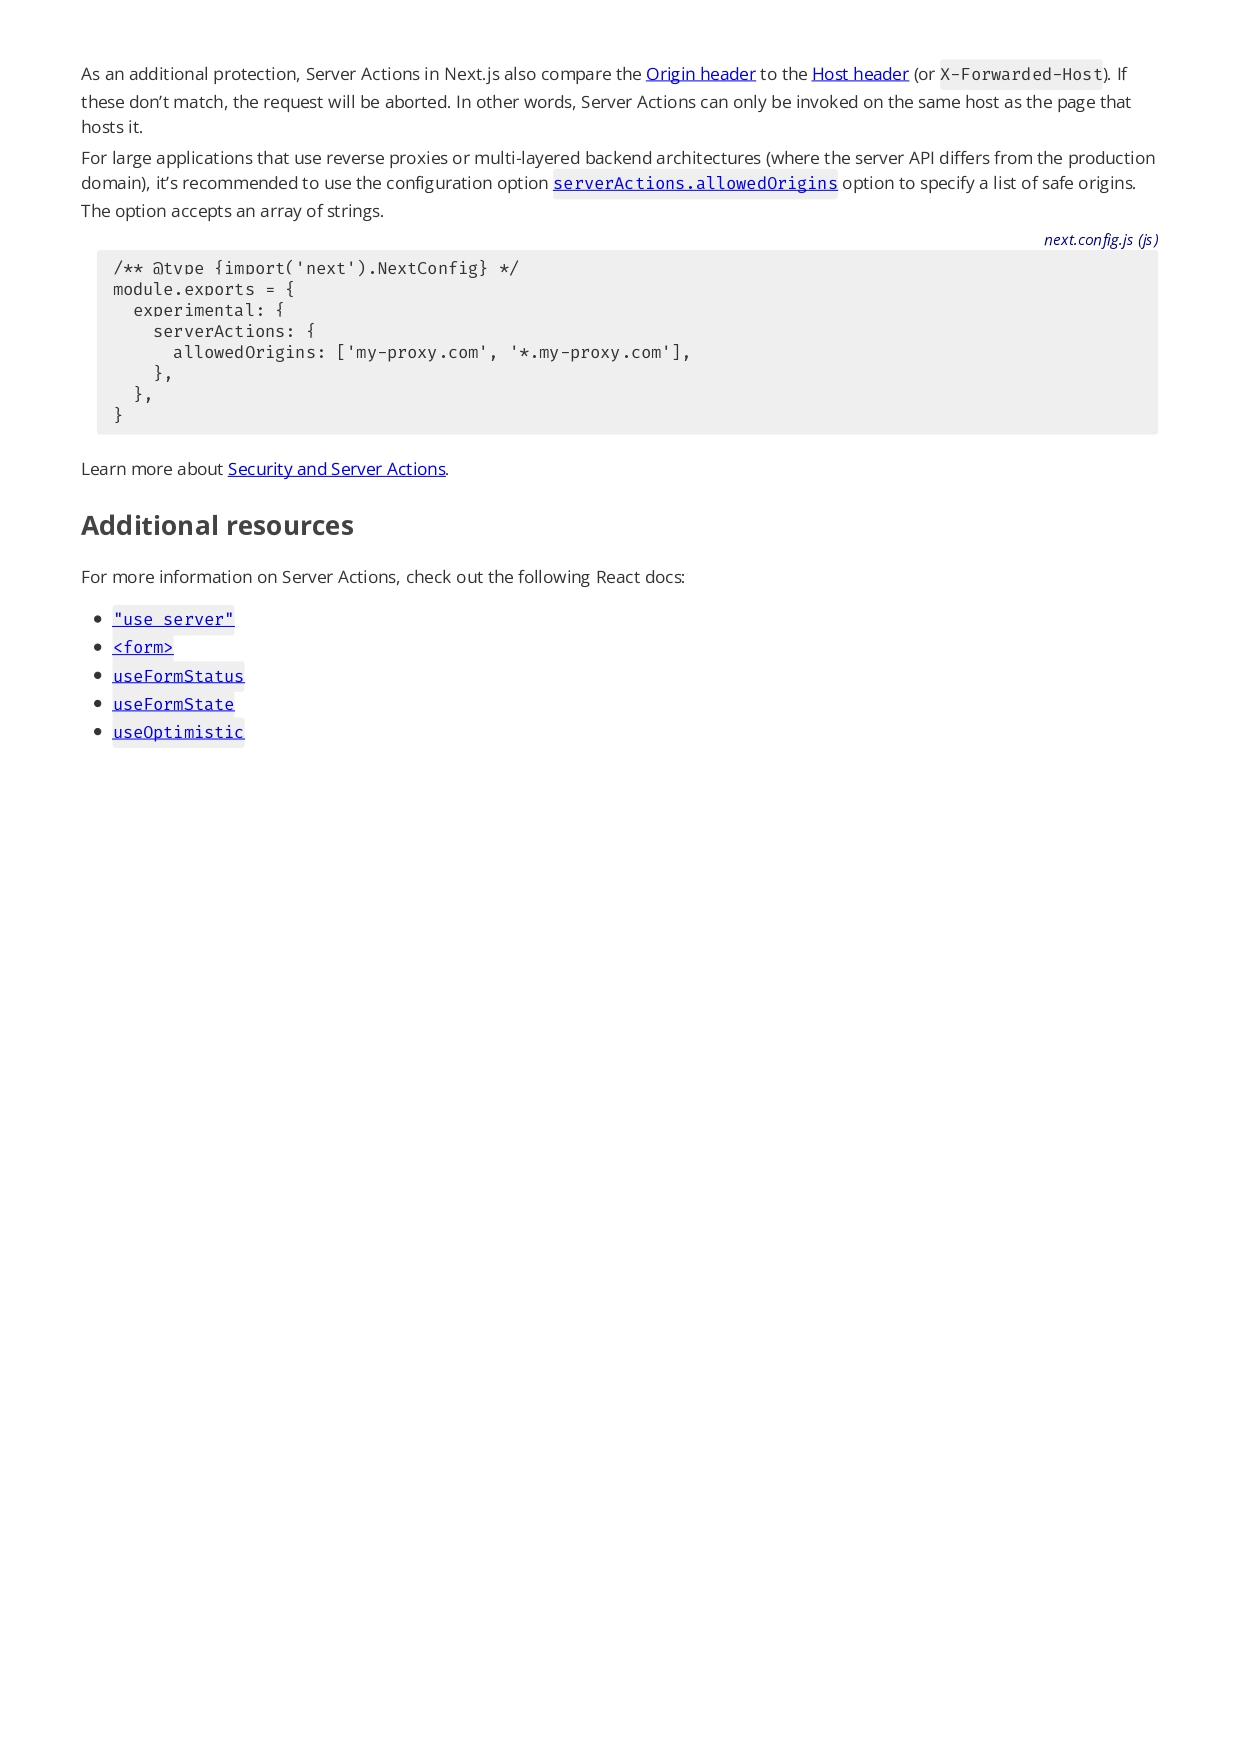 As an additional protection, Server Actions in Next.js also compare the Origin header to the Host header (or X-Forwarded-Host). If
these don’t match, the request will be aborted. In other words, Server Actions can only be invoked on the same host as the page that
hosts it.
For large applications that use reverse proxies or multi-layered backend architectures (where the server API differs from the production
domain), it’s recommended to use the configuration option serverActions.allowedOrigins option to specify a list of safe origins.
The option accepts an array of strings.
next.config.js (js)
/** @type {import('next').NextConfig} */
module.exports = {
  experimental: {
    serverActions: {
      allowedOrigins: ['my-proxy.com', '*.my-proxy.com'],
    },
  },
}
Learn more about Security and Server Actions.
Additional resources
For more information on Server Actions, check out the following React docs:
• "use server"
• <form>
• useFormStatus
• useFormState
• useOptimistic